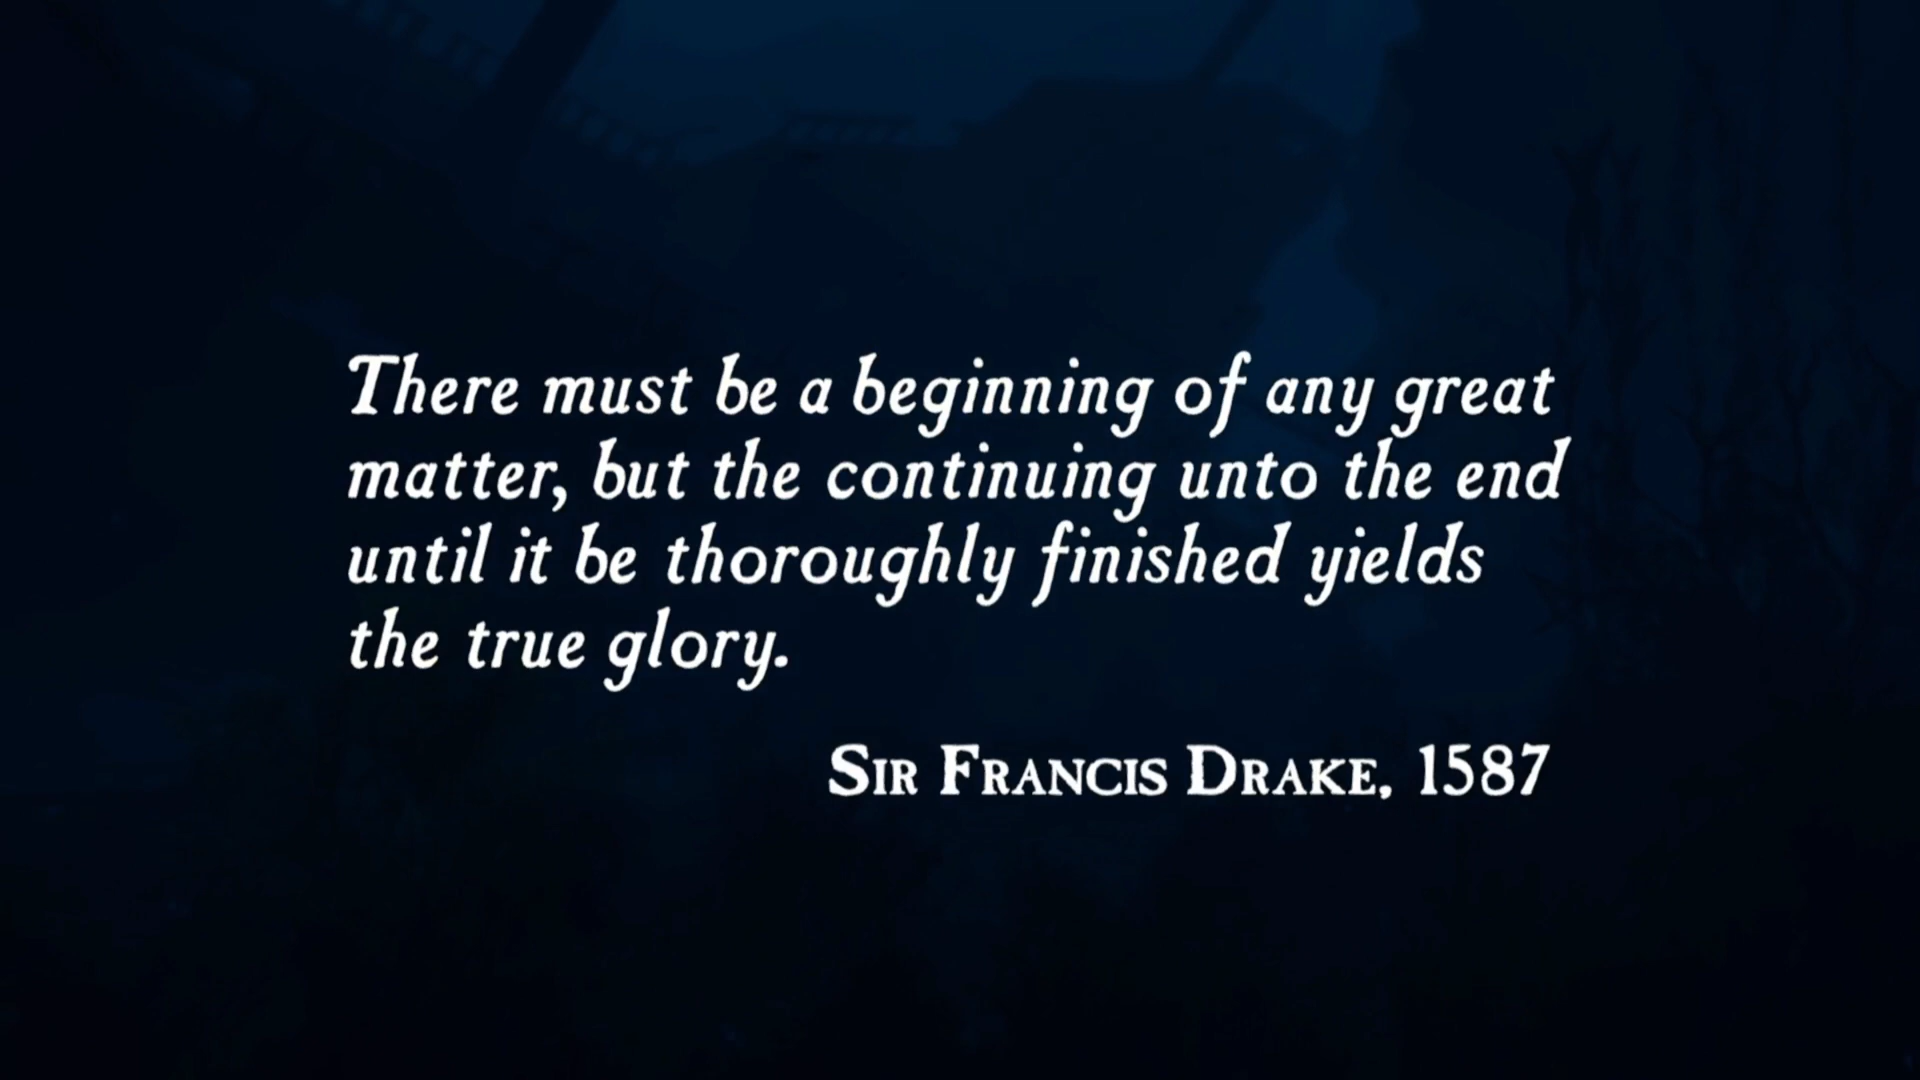 There must be a beginning of any great
matter, but the continuing unto the end
until it be thoroughly finished yields
the true glory.
Sir Francis Drake, 1587